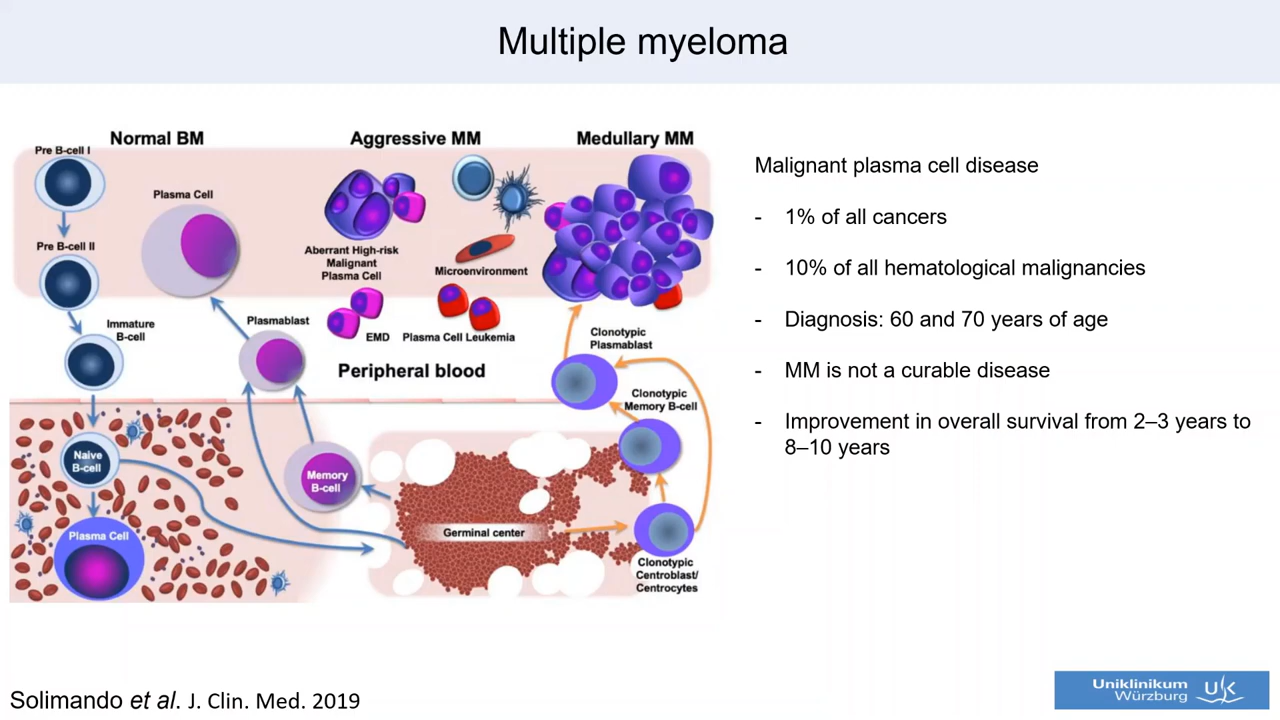 Multiple myeloma
Normal BM
Aggressive MM
Medullary MM
Pre B-cell I
Plasma Cell
Pre B-cell II
Aberrant High-risk
Malignant
Plasma Cell
Microenvironment
Immature
B-cell
Plasmablast
EMD
Plasma Cell Leukemia
Clonotypic
Plasmablast
Peripheral blood
Clonotypic
Memory B-cell
Naive
B-cell
Memory
B-cell
Plasma Cell
Germinal center
Clonotypic
Centroblast/
Centrocytes
Malignant plasma cell disease
- 1% of all cancers
- 10% of all hematological malignancies
- Diagnosis: 60 and 70 years of age
- MM is not a curable disease
- Improvement in overall survival from 2–3 years to
8–10 years
Solimando et al. J. Clin. Med. 2019
Uniklinikum
Würzburg
UK